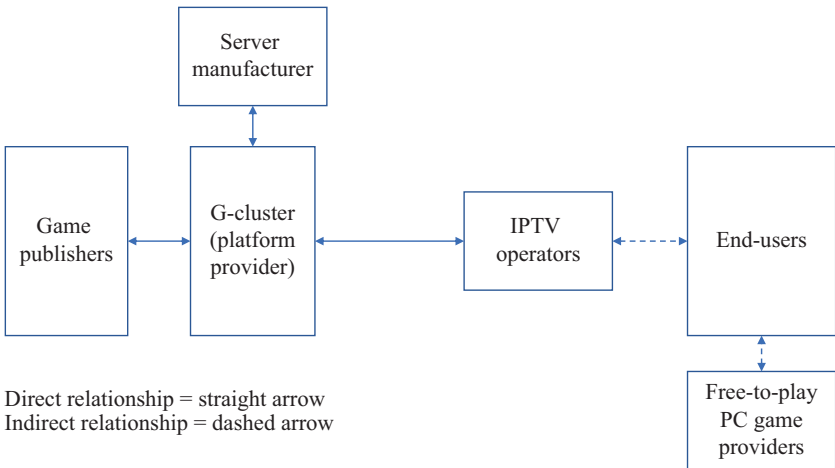 Server
manufacturer
Game
publishers
G-cluster
(platform
provider)
IPTV
operators
End-users
Direct relationship = straight arrow
Indirect relationship = dashed arrow
Free-to-play
PC game
providers